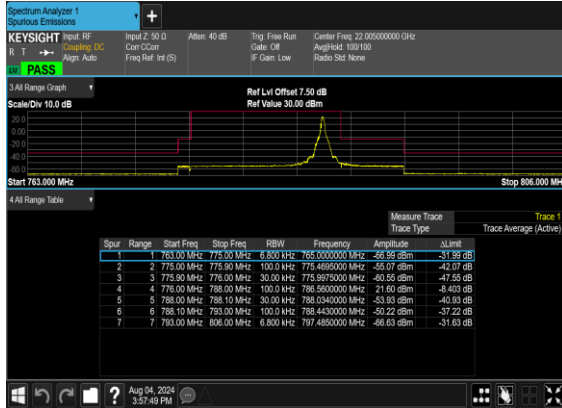 Spectrum Analyzer 1
Spurious Emissions
+
KEYSIGHT Input: RF Input Z: 50 Ω Atten: 40 dB Trig: Free Run Center Freq: 22.005000000 GHz
R T Coupling: DC Corr CCorr Gate: Off Avg|Hold: 100/100
Align: Auto Freq Ref: Int (S) IF Gain: Low Radio Std: None
PASS
3 All Range Graph Ref Lvl Offset 7.50 dB
Scale/Div 10.0 dB Ref Value 30.00 dBm
20.0
0.00
-20.0
-40.0
-60.0
Start 763.000 MHz Stop 806.000 MH
4 All Range Table
Measure Trace Trace 1
Trace Type Trace Average (Active)
Spur Range Start Freq Stop Freq RBW Frequency Amplitude ΔLimit
1 1 763.00 MHz 775.00 MHz 6.800 kHz 765.0000000 MHz -66.99 dBm -31.99 dB
2 2 775.00 MHz 775.90 MHz 100.0 kHz 775.4695000 MHz -55.07 dBm -42.07 dB
3 3 775.90 MHz 776.00 MHz 30.00 kHz 775.9975000 MHz -60.55 dBm -47.55 dB
4 4 776.00 MHz 788.00 MHz 100.0 kHz 786.5600000 MHz 21.60 dBm -8.403 dB
5 5 788.00 MHz 788.10 MHz 30.00 kHz 788.0340000 MHz -53.93 dBm -40.93 dB
6 6 788.10 MHz 793.00 MHz 100.0 kHz 788.4430000 MHz -50.22 dBm -37.22 dB
7 7 793.00 MHz 806.00 MHz 6.800 kHz 797.4850000 MHz -66.63 dBm -31.63 dB
? Aug 04, 2024
3:57:49 PM